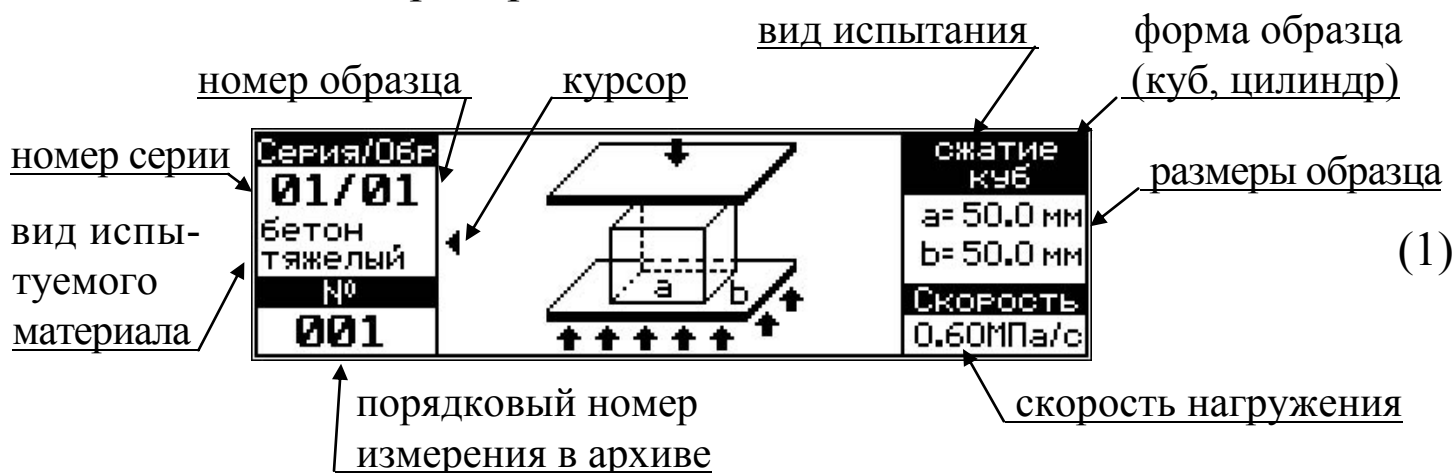 вид испытания
форма образца
(куб, цилиндр)
номер образца
курсор
номер серии
размеры образца
вид испы-
туемого
материала
Серия/Обр
01/01
бетон
тяжелый
№
001
a
b
сжатие
куб
a= 50.0 мм
b= 50.0 мм
Скорость
0.60МПа/с
(1)
порядковый номер
измерения в архиве
скорость нагружения